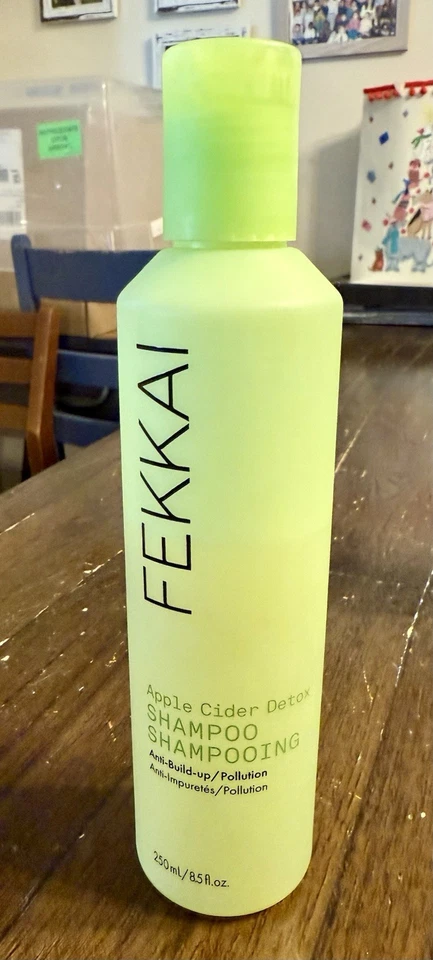 FEKKAI
Apple Cider Detox
SHAMPOO
SHAMPOOING
Anti-Build-up/Pollution
Anti-Impuretés/Pollution
250mL/8.5fl.oz.